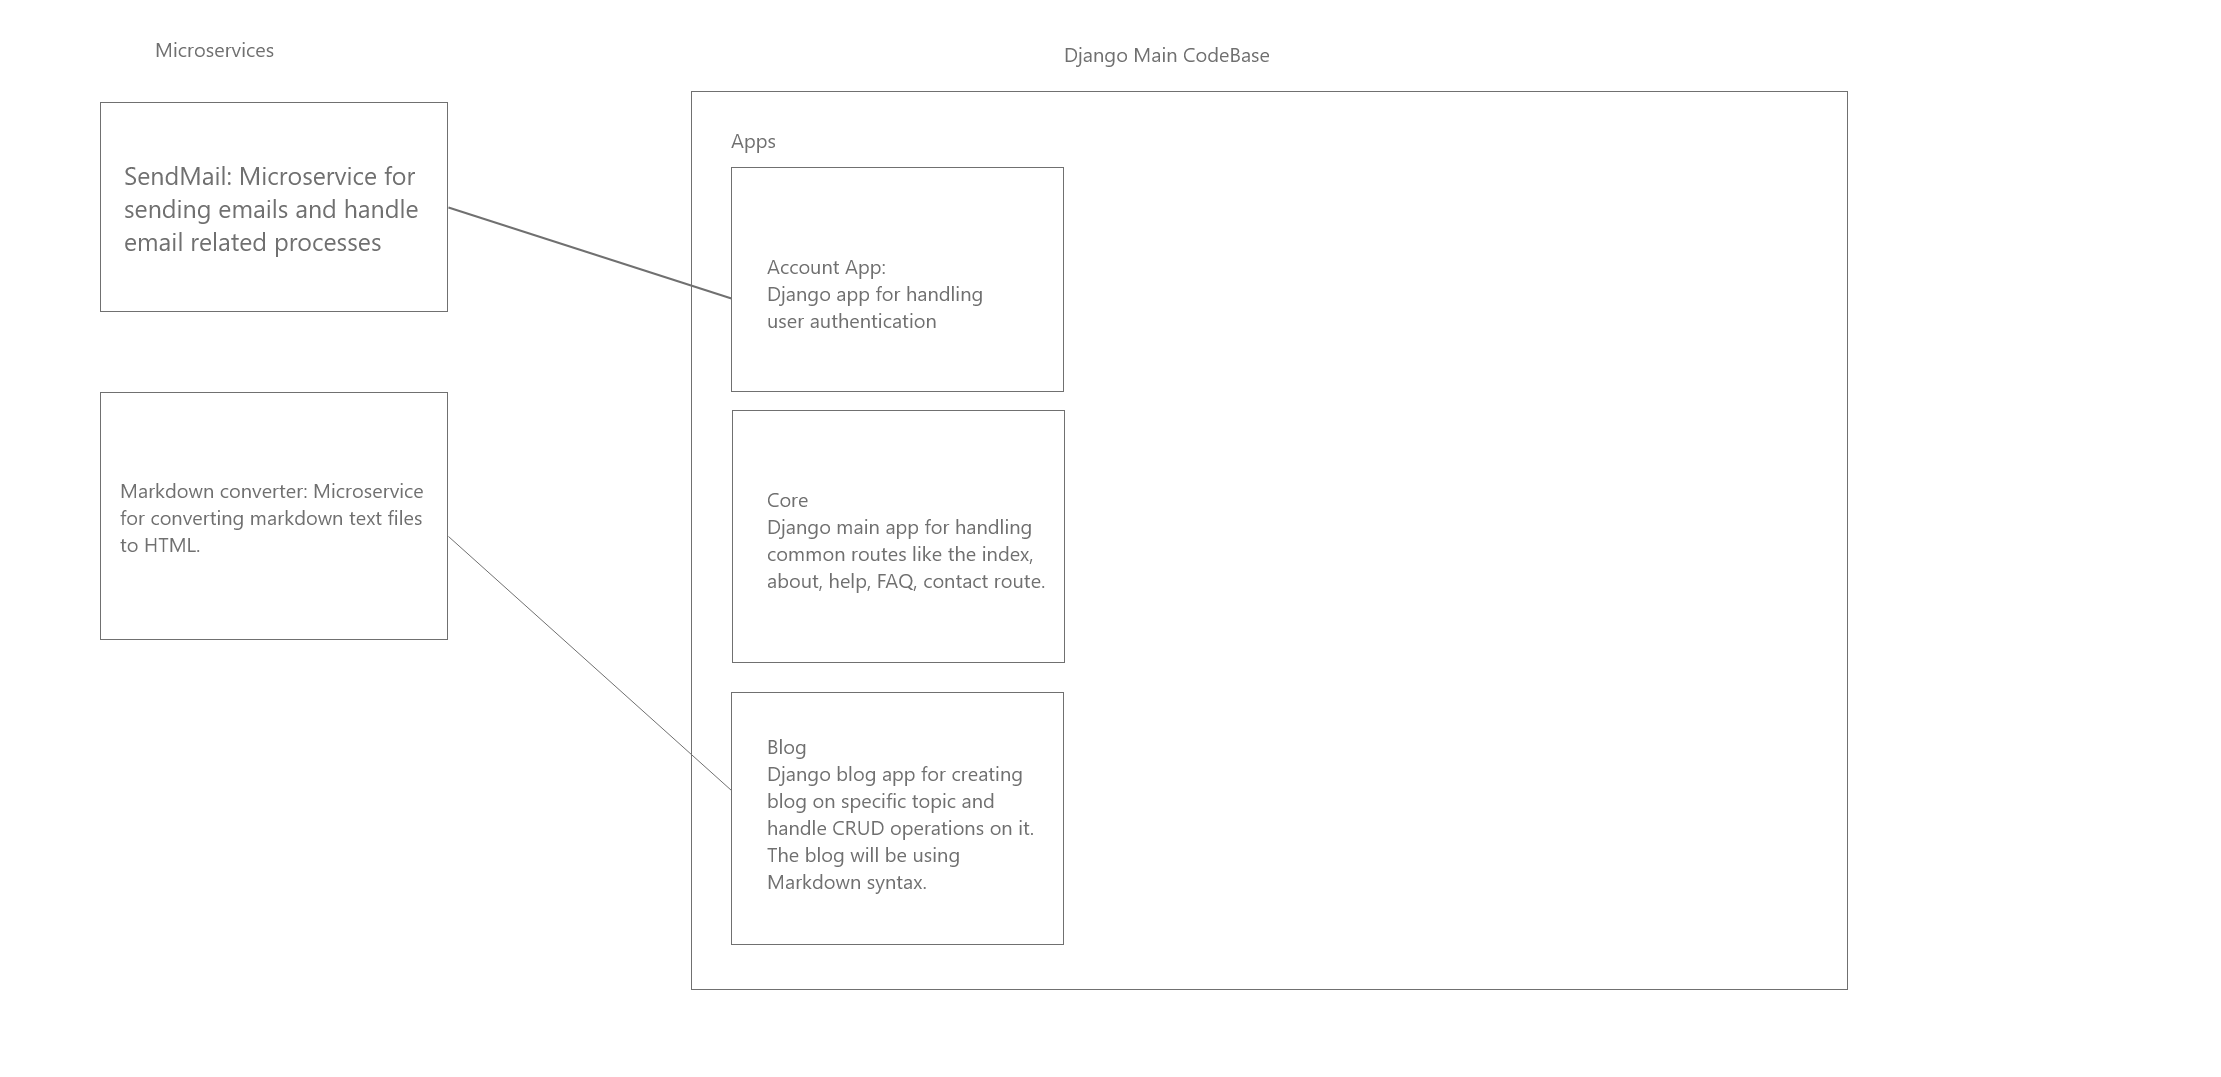 Microservices
Django Main CodeBase
SendMail: Microservice for
sending emails and handle
email related processes
Markdown converter: Microservice
for converting markdown text files
to HTML.
Apps
Account App:
Django app for handling
user authentication
Core
Django main app for handling
common routes like the index,
about, help, FAQ, contact route.
Blog
Django blog app for creating
blog on specific topic and
handle CRUD operations on it.
The blog will be using
Markdown syntax.